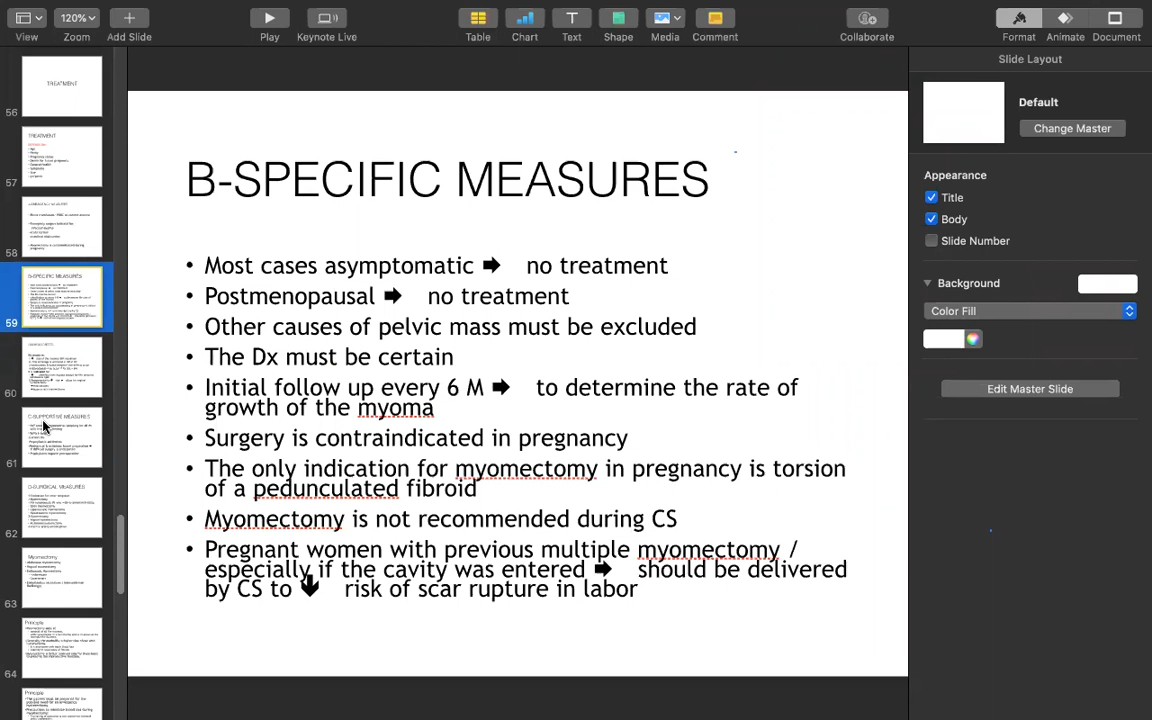 View
120%
Zoom
Add Slide
Play
Keynote Live
Table
Chart
Text
Shape
Media
Comment
Collaborate
Format
Animate
Document
56
TREATMENT
57
TREATMENT
58
59
B-SPECIFIC MEASURES
60
61
C-SUPPORTIVE MEASURES
62
D-SURGICAL MEASURES
63
Myomectomy
64
Principle
Principle
B-SPECIFIC MEASURES
• Most cases asymptomatic ➡ no treatment
• Postmenopausal ➡ no treatment
• Other causes of pelvic mass must be excluded
• The Dx must be certain
• Initial follow up every 6 M ➡ to determine the rate of
growth of the myoma
• Surgery is contraindicated in pregnancy
• The only indication for myomectomy in pregnancy is torsion
of a pedunculated fibroid
• Myomectomy is not recommended during CS
• Pregnant women with previous multiple myomectomy /
especially if the cavity was entered ➡ should be delivered
by CS to ⬇ risk of scar rupture in labor
Slide Layout
Default
Change Master
Appearance
Title
Body
Slide Number
Background
Color Fill
Edit Master Slide